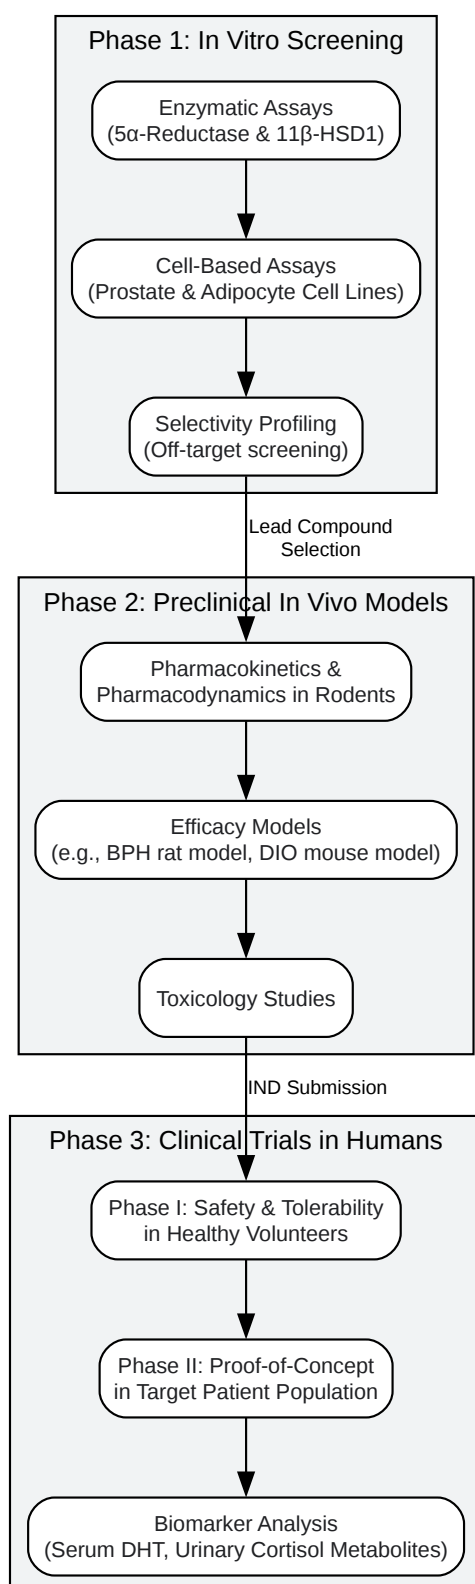 Phase 1: In Vitro Screening
Enzymatic Assays
(5α-Reductase & 11β-HSD1)
Cell-Based Assays
(Prostate & Adipocyte Cell Lines)
Selectivity Profiling
(Off-target screening)
Lead Compound
Selection
Phase 2: Preclinical In Vivo Models
Pharmacokinetics &
Pharmacodynamics in Rodents
Efficacy Models
(e.g., BPH rat model, DIO mouse model)
Toxicology Studies
IND Submission
Phase 3: Clinical Trials in Humans
Phase I: Safety & Tolerability
in Healthy Volunteers
Phase II: Proof-of-Concept
in Target Patient Population
Biomarker Analysis
(Serum DHT, Urinary Cortisol Metabolites)